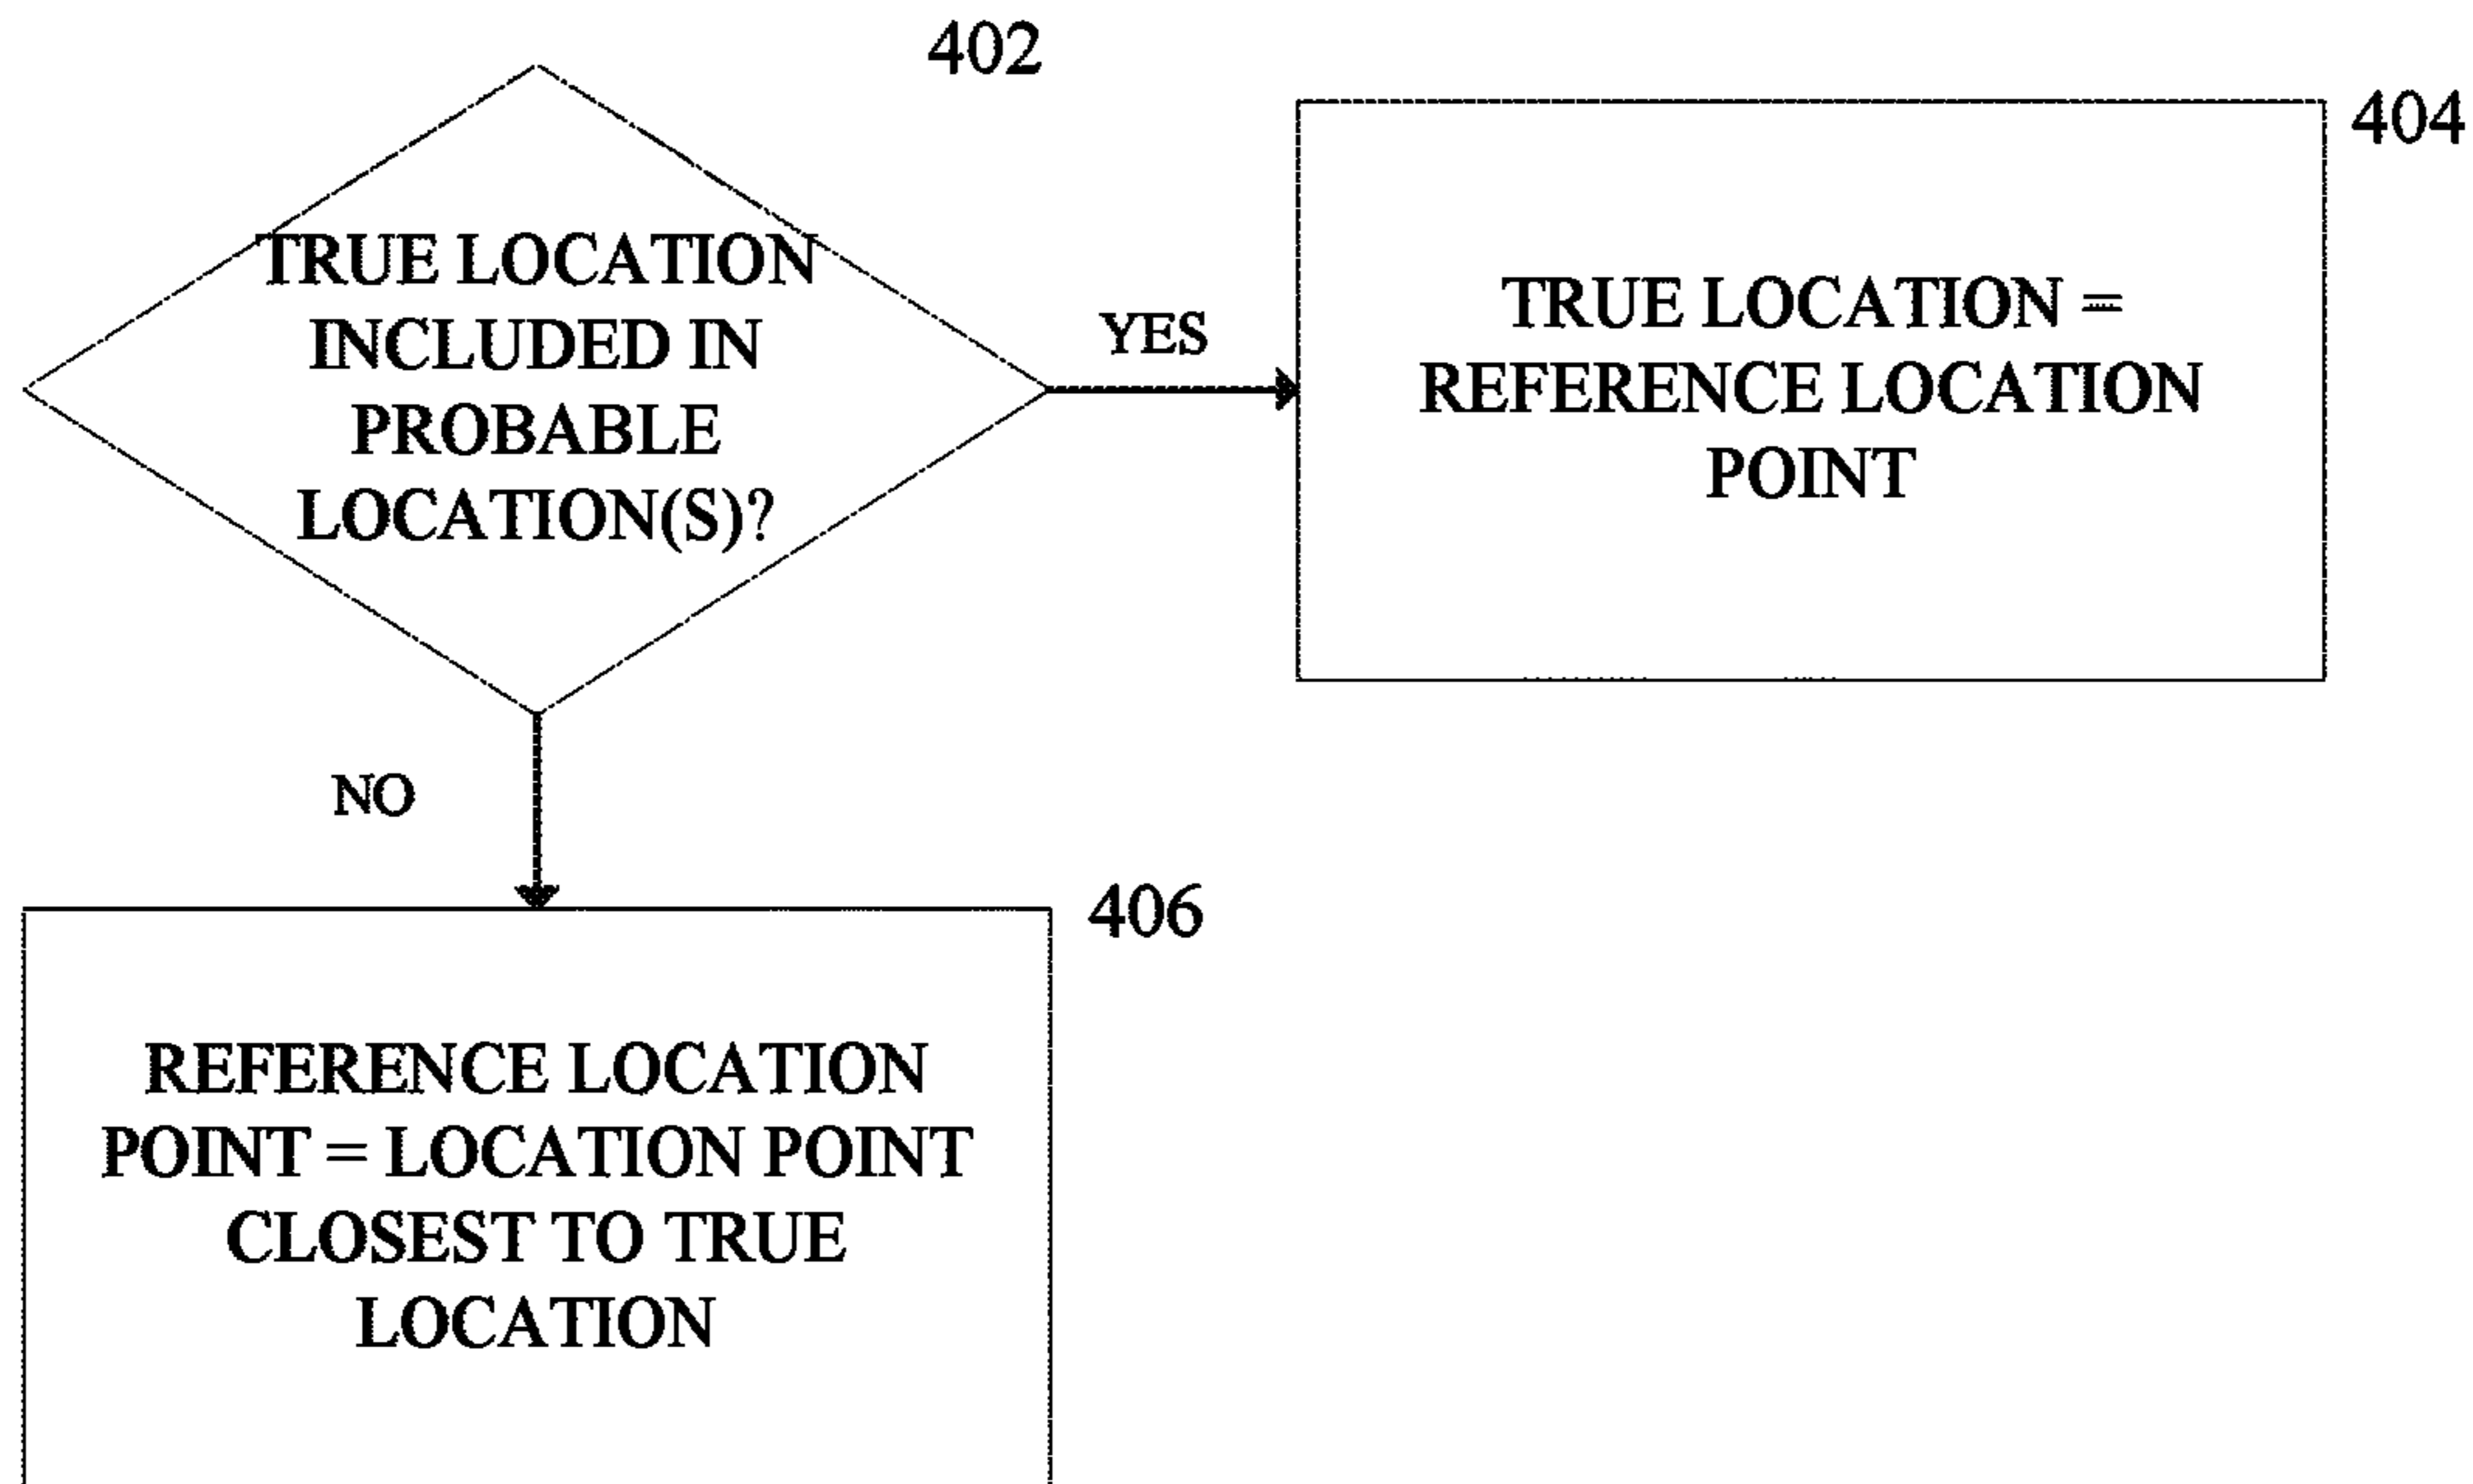 402
TRUE LOCATION
INCLUDED IN
PROBABLE
LOCATION(S)?
YES
404
TRUE LOCATION =
REFERENCE LOCATION
POINT
NO
406
REFERENCE LOCATION
POINT = LOCATION POINT
CLOSEST TO TRUE
LOCATION